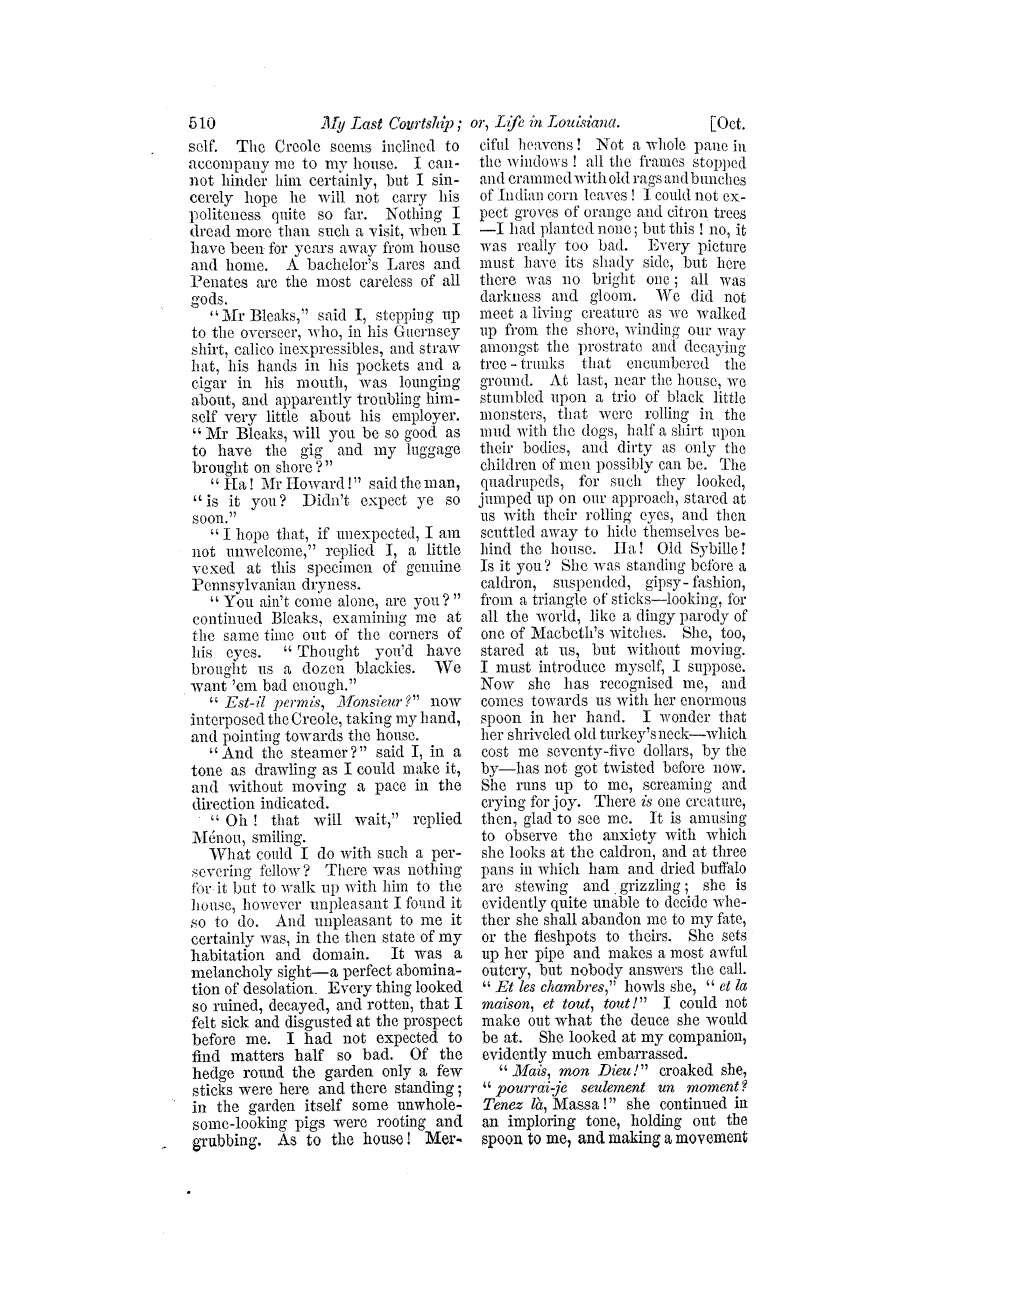 510 My Last Courtship; or, Life in Louisiana. [Oct.
self. The Creole seems inclined to
accompany me to my house. I can-
not hinder him certainly, but I sin-
cerely hope he will not carry his
politeness quite so far. Nothing I
dread more than such a visit, when I
have been for years away from house
and home. A bachelor's Lares and
Penates are the most careless of all
gods.
"Mr Bleaks," said I, stepping up
to the overseer, who, in his Guernsey
shirt, calico inexpressibles, and straw
hat, his hands in his pockets and a
cigar in his mouth, was lounging
about, and apparently troubling him-
self very little about his employer.
"Mr Bleaks, will you be so good as
to have the gig and my luggage
brought on shore?"
"Ha! Mr Howard!" said the man,
"is it you? Didn't expect ye so
soon."
"I hope that, if unexpected, I am
not unwelcome," replied I, a little
vexed at this specimen of genuine
Pennsylvanian dryness.
"You ain't come alone, are you?"
continued Bleaks, examining me at
the same time out of the corners of
his eyes. "Thought you'd have
brought us a dozen blackies. We
want 'em bad enough."
"Est-il permis, Monsieur?" now
interposed the Creole, taking my hand,
and pointing towards the house.
"And the steamer?" said I, in a
tone as drawling as I could make it,
and without moving a pace in the
direction indicated.
"Oh! that will wait," replied
Ménou, smiling.
What could I do with such a per-
severing fellow? There was nothing
for it but to walk up with him to the
house, however unpleasant I found it
so to do. And unpleasant to me it
certainly was, in the then state of my
habitation and domain. It was a
melancholy sight—a perfect abomina-
tion of desolation. Every thing looked
so ruined, decayed, and rotten, that I
felt sick and disgusted at the prospect
before me. I had not expected to
find matters half so bad. Of the
hedge round the garden only a few
sticks were here and there standing;
in the garden itself some unwhole-
some-looking pigs were rooting and
grubbing. As to the house! Mer-
ciful heavens! Not a whole pane in
the windows! all the frames stopped
and crammed with old rags and bunches
of Indian corn leaves! I could not ex-
pect groves of orange and citron trees
—I had planted none; but this! no, it
was really too bad. Every picture
must have its shady side, but here
there was no bright one; all was
darkness and gloom. We did not
meet a living creature as we walked
up from the shore, winding our way
amongst the prostrate and decaying
tree-trunks that encumbered the
ground. At last, near the house, we
stumbled upon a trio of black little
monsters, that were rolling in the
mud with the dogs, half a shirt upon
their bodies, and dirty as only the
children of men possibly can be. The
quadrupeds, for such they looked,
jumped up on our approach, stared at
us with their rolling eyes, and then
scuttled away to hide themselves be-
hind the house. Ha! Old Sybille!
Is it you? She was standing before a
caldron, suspended, gipsy-fashion,
from a triangle of sticks—looking, for
all the world, like a dingy parody of
one of Macbeth's witches. She, too,
stared at us, but without moving.
I must introduce myself, I suppose.
Now she has recognised me, and
comes towards us with her enormous
spoon in her hand. I wonder that
her shriveled old turkey's neck—which
cost me seventy-five dollars, by the
by—has not got twisted before now.
She runs up to me, screaming and
crying for joy. There is one creature,
then, glad to see me. It is amusing
to observe the anxiety with which
she looks at the caldron, and at three
pans in which ham and dried buffalo
are stewing and grizzling; she is
evidently quite unable to decide whe-
ther she shall abandon me to my fate,
or the fleshpots to theirs. She sets
up her pipe and makes a most awful
outcry, but nobody answers the call.
"Et les chambres," howls she, "et la
maison, et tout, tout!" I could not
make out what the deuce she would
be at. She looked at my companion,
evidently much embarrassed.
"Mais, mon Dieu!" croaked she,
"pourrai-je seulement un moment?
Tenez là, Massa!" she continued in
an imploring tone, holding out the
spoon to me, and making a movement